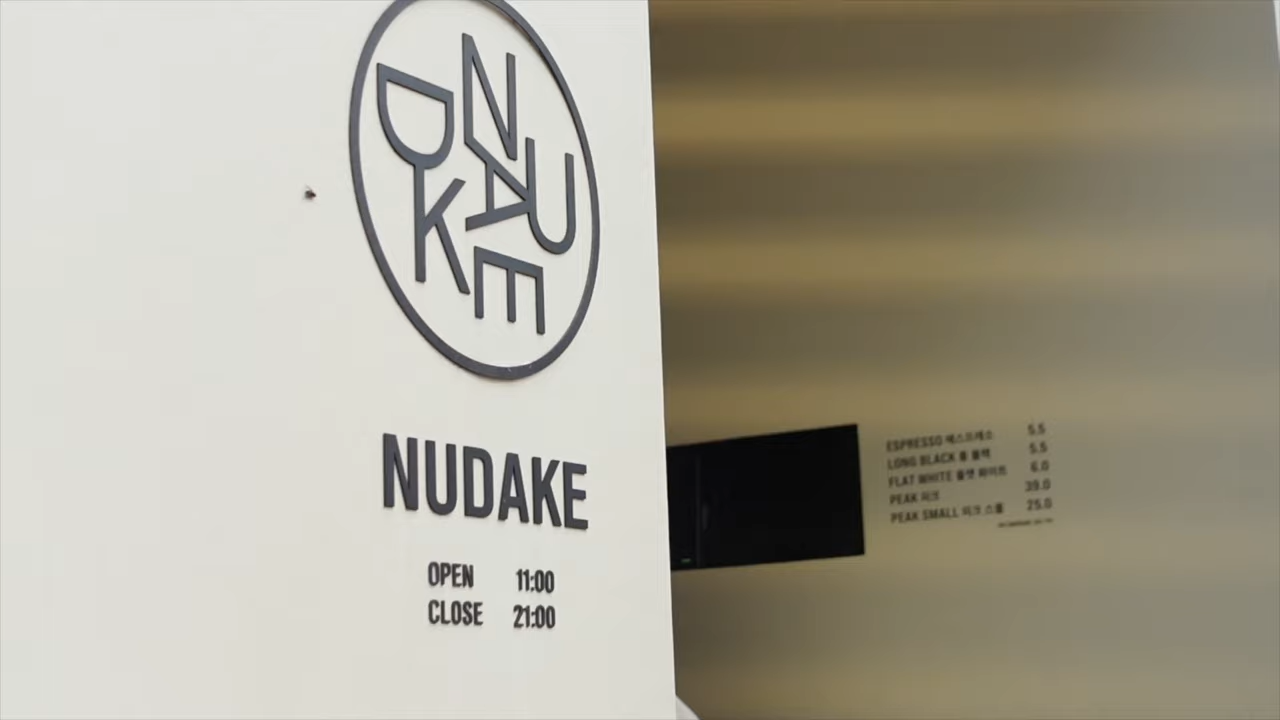 NUDAKE
NUDAKE
OPEN 11:00
CLOSE 21:00
ESPRESSO 에스프레소 5.5
LONG BLACK 롱 블랙 5.5
FLAT WHITE 플랫 화이트 6.0
PEAK 피크 39.0
PEAK SMALL 피크 스몰 25.0